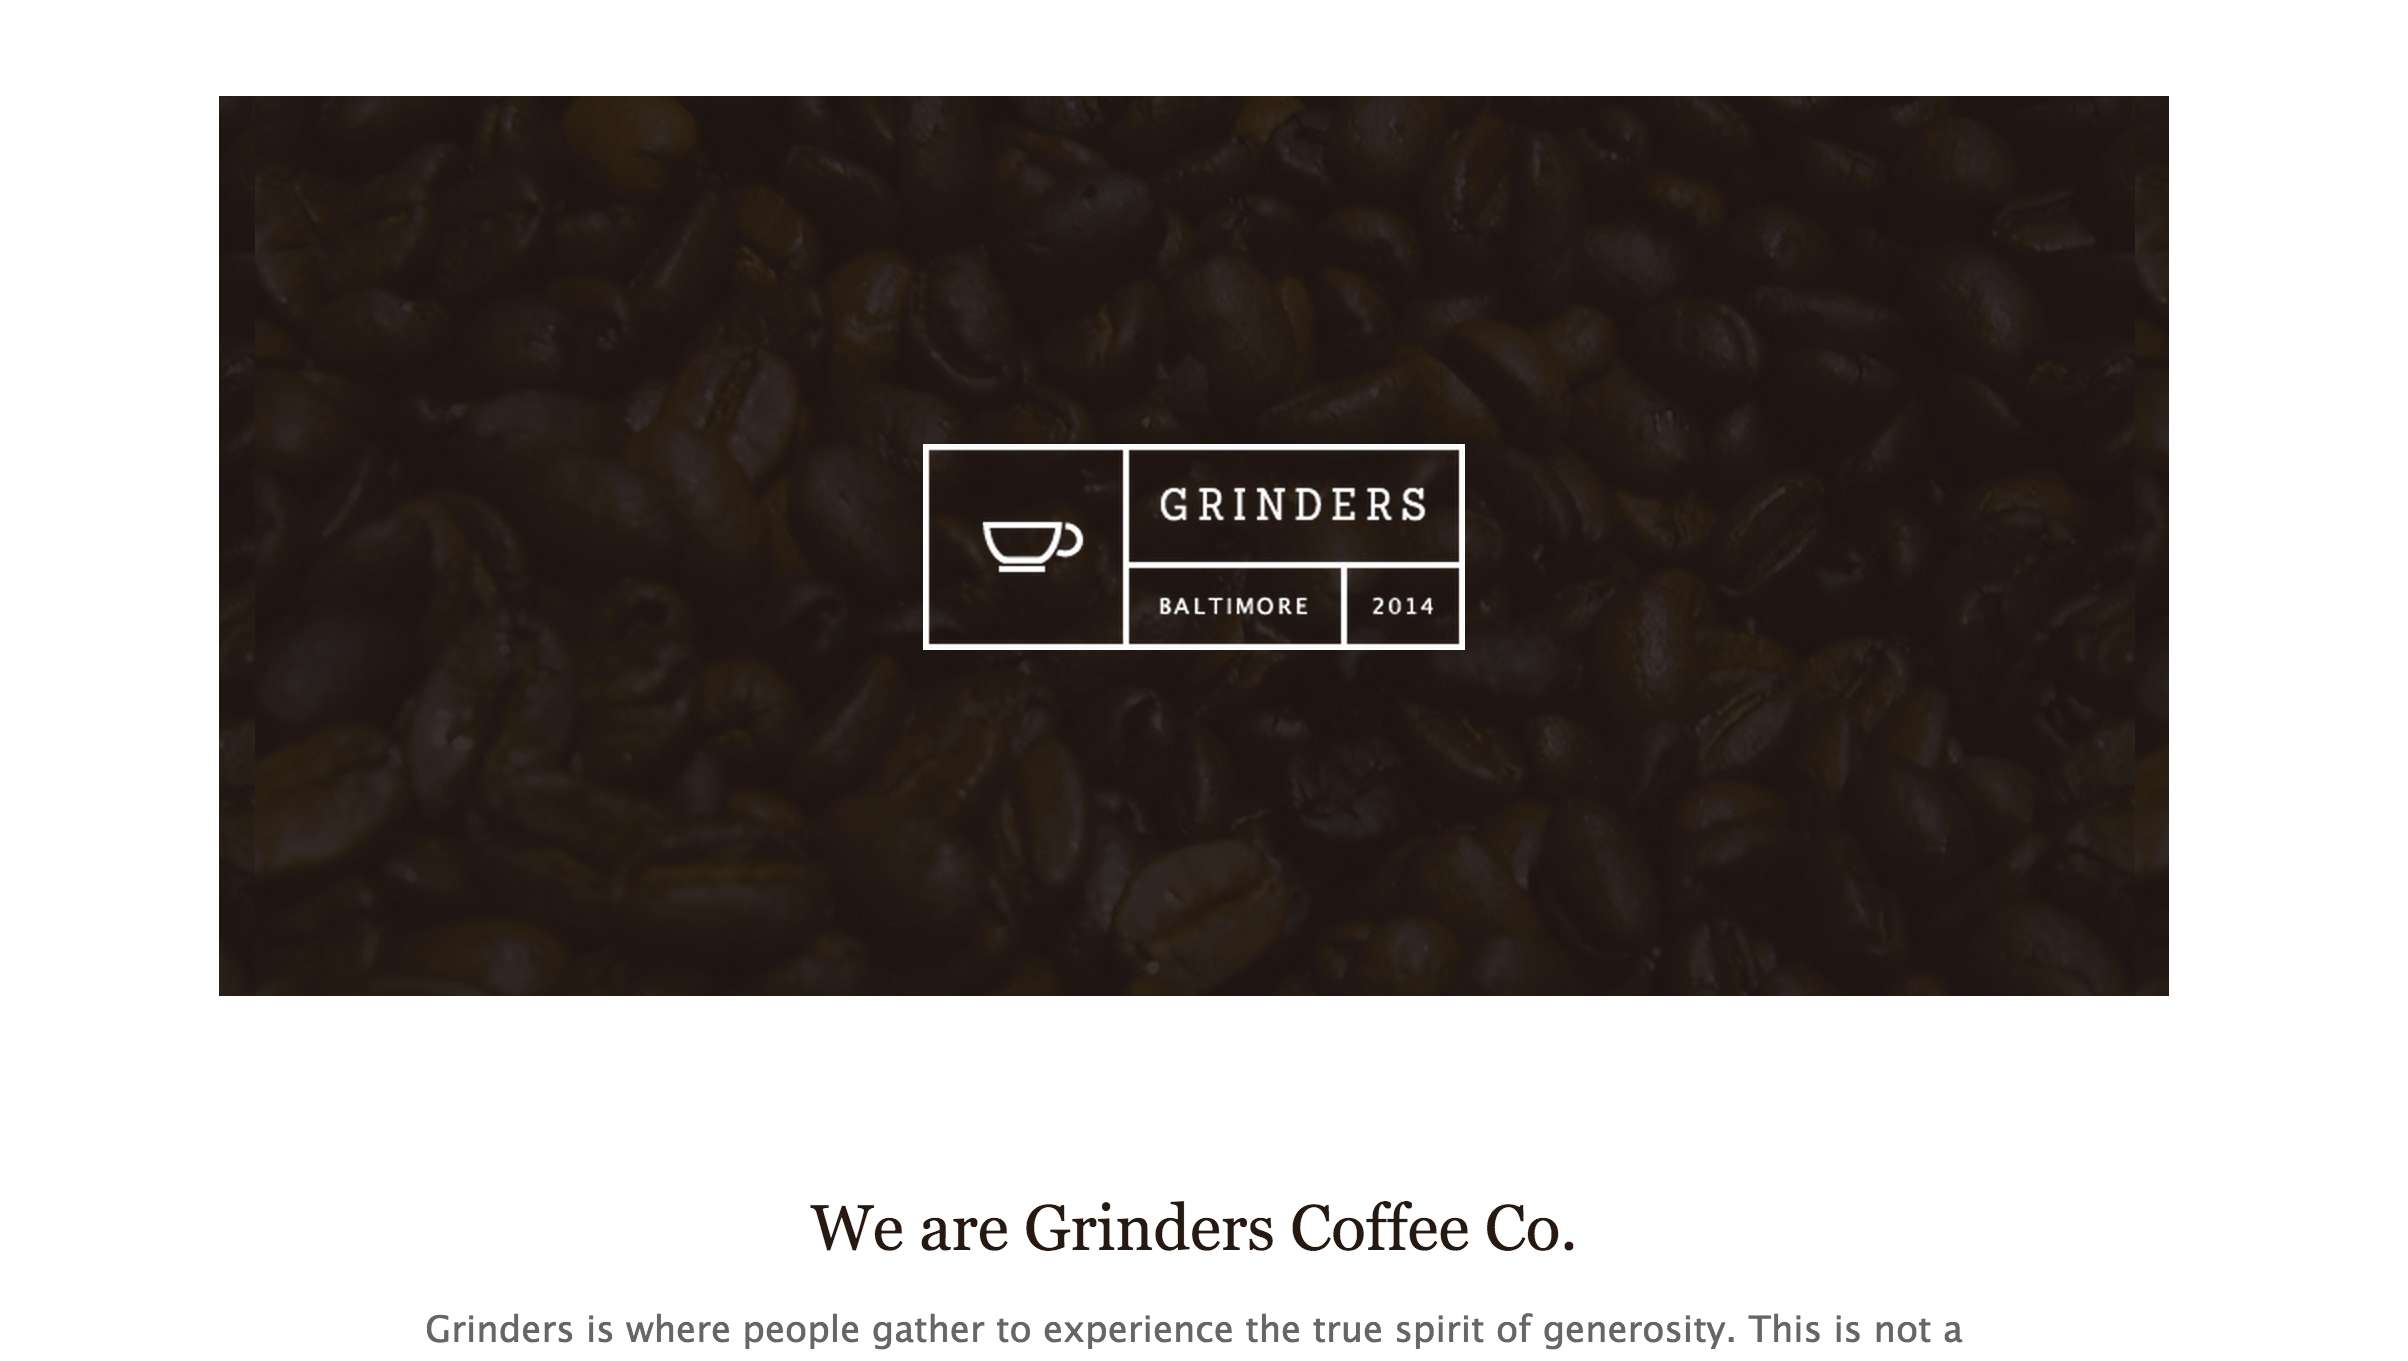 GRINDERS
BALTIMORE
2014
We are Grinders Coffee Co.
Grinders is where people gather to experience the true spirit of generosity. This is not a